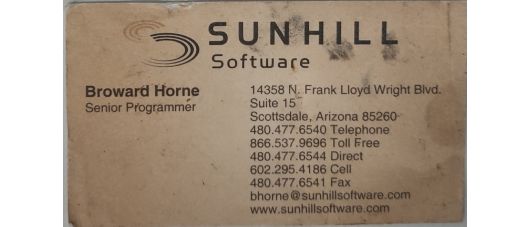 SUNHILL
Software
Broward Horne
Senior Programmer
14358 N. Frank Lloyd Wright Blvd.
Suite 15
Scottsdale, Arizona 85260
480.477.6540 Telephone
866.537.9696 Toll Free
480.477.6544 Direct
602.295.4186 Cell
480.477.6541 Fax
bhorne@sunhillsoftware.com
www.sunhillsoftware.com